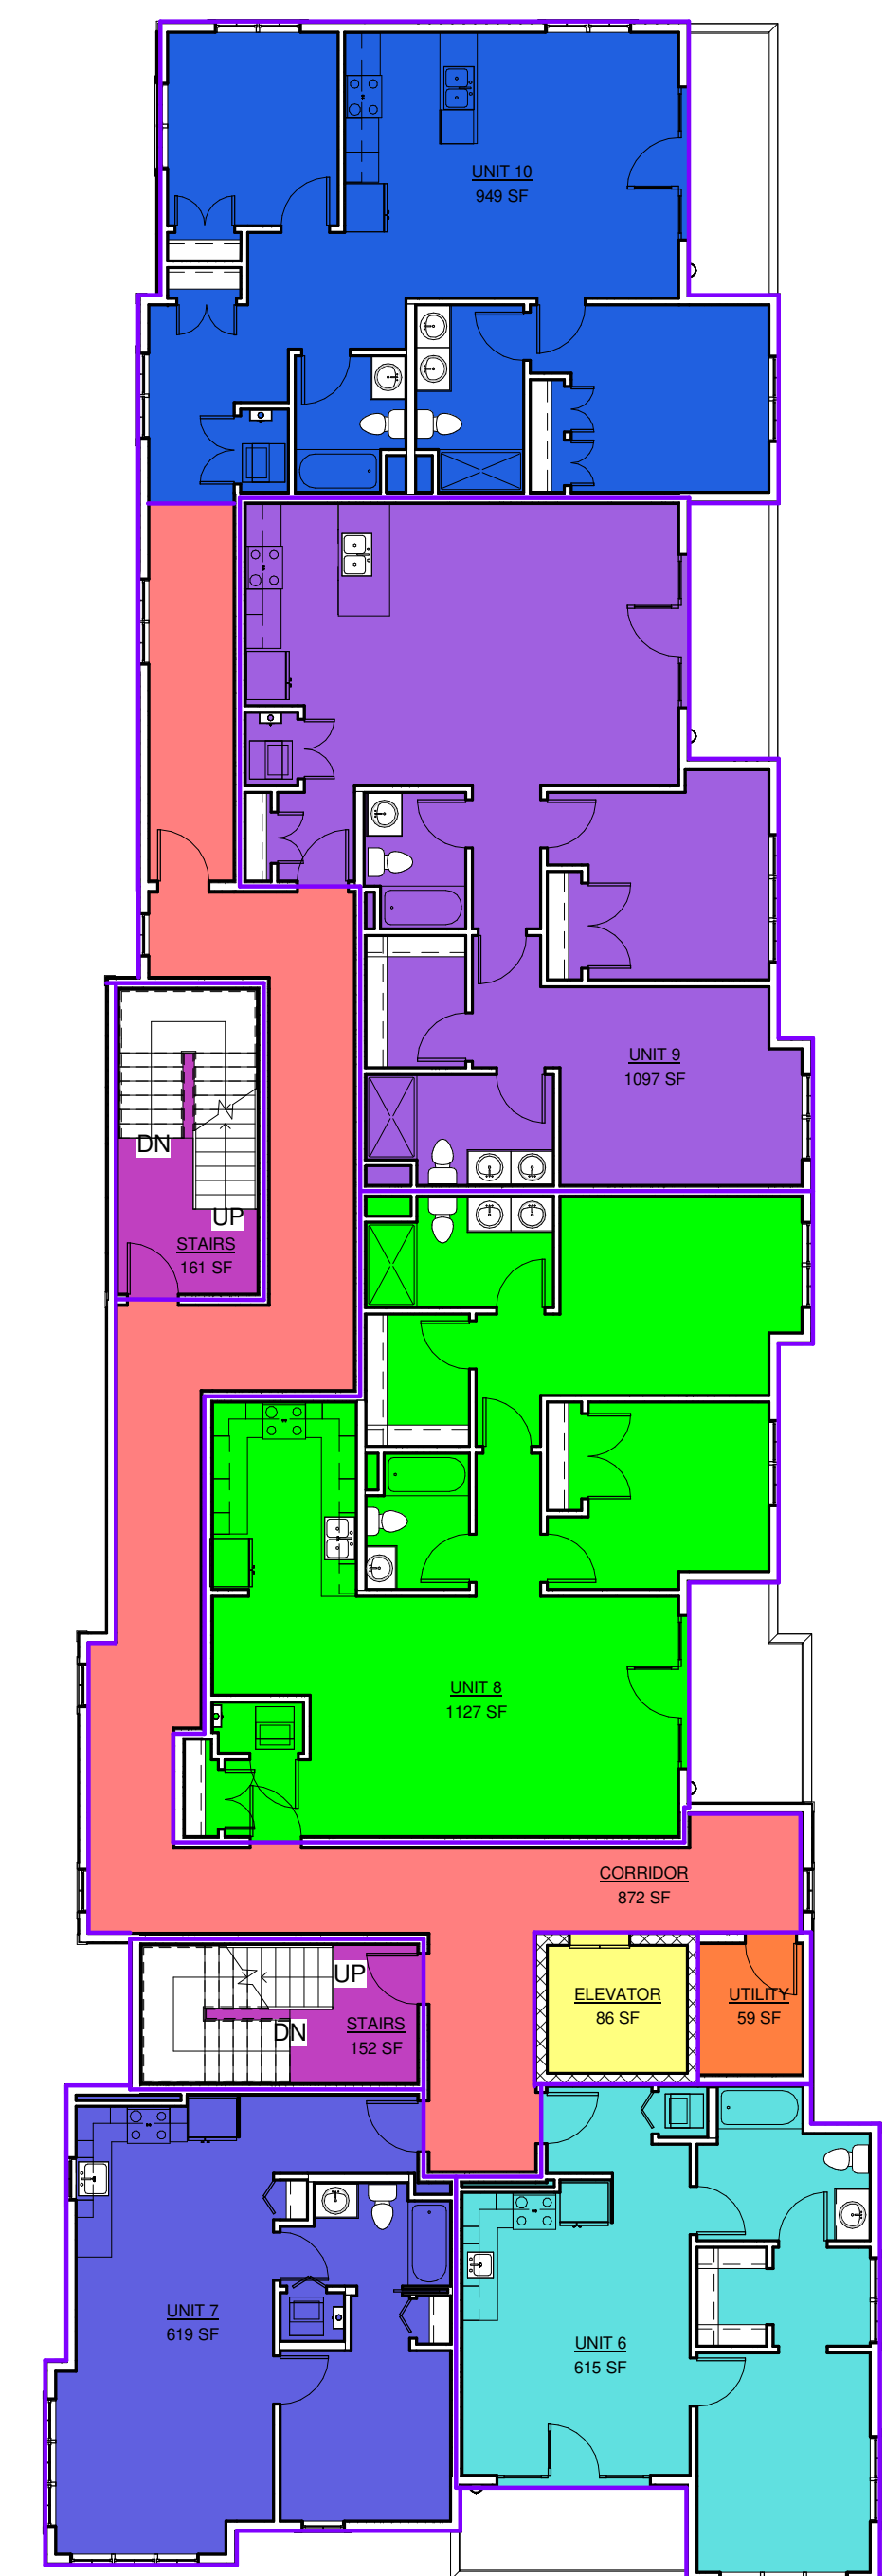 UNIT 10
949 SF
UNIT 9
1097 SF
DN
UP
STAIRS
161 SF
UNIT 8
1127 SF
CORRIDOR
872 SF
UP
DN
STAIRS
152 SF
ELEVATOR
86 SF
UTILITY
59 SF
UNIT 7
619 SF
UNIT 6
615 SF